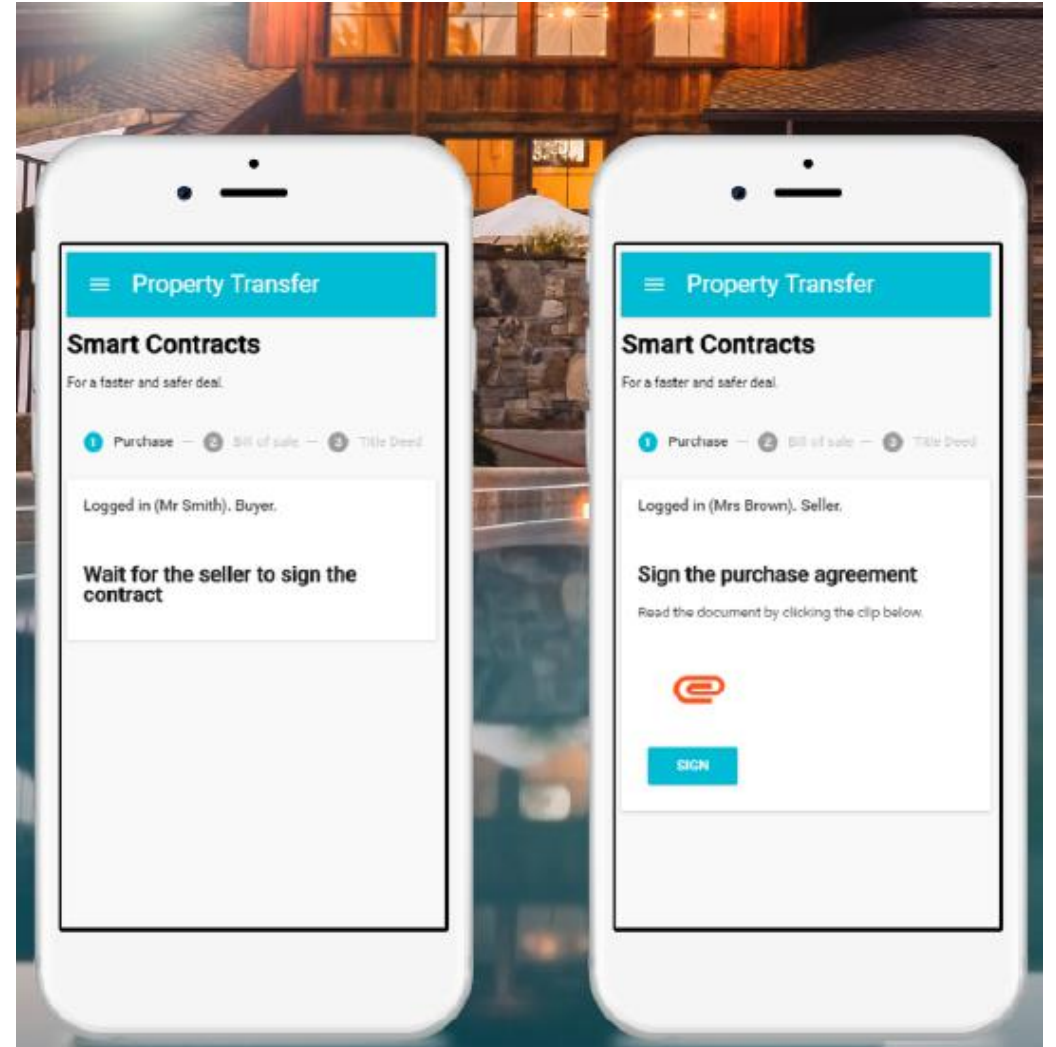 Property Transfer
Smart Contracts
For a faster and safer deal.
1 Purchase — 2 Bill of sale — 3 Title Deed
Logged in (Mr Smith). Buyer.
Wait for the seller to sign the
contract
Property Transfer
Smart Contracts
For a faster and safer deal.
1 Purchase — 2 Bill of sale — 3 Title Deed
Logged in (Mrs Brown). Seller.
Sign the purchase agreement
Read the document by clicking the clip below.
SIGN